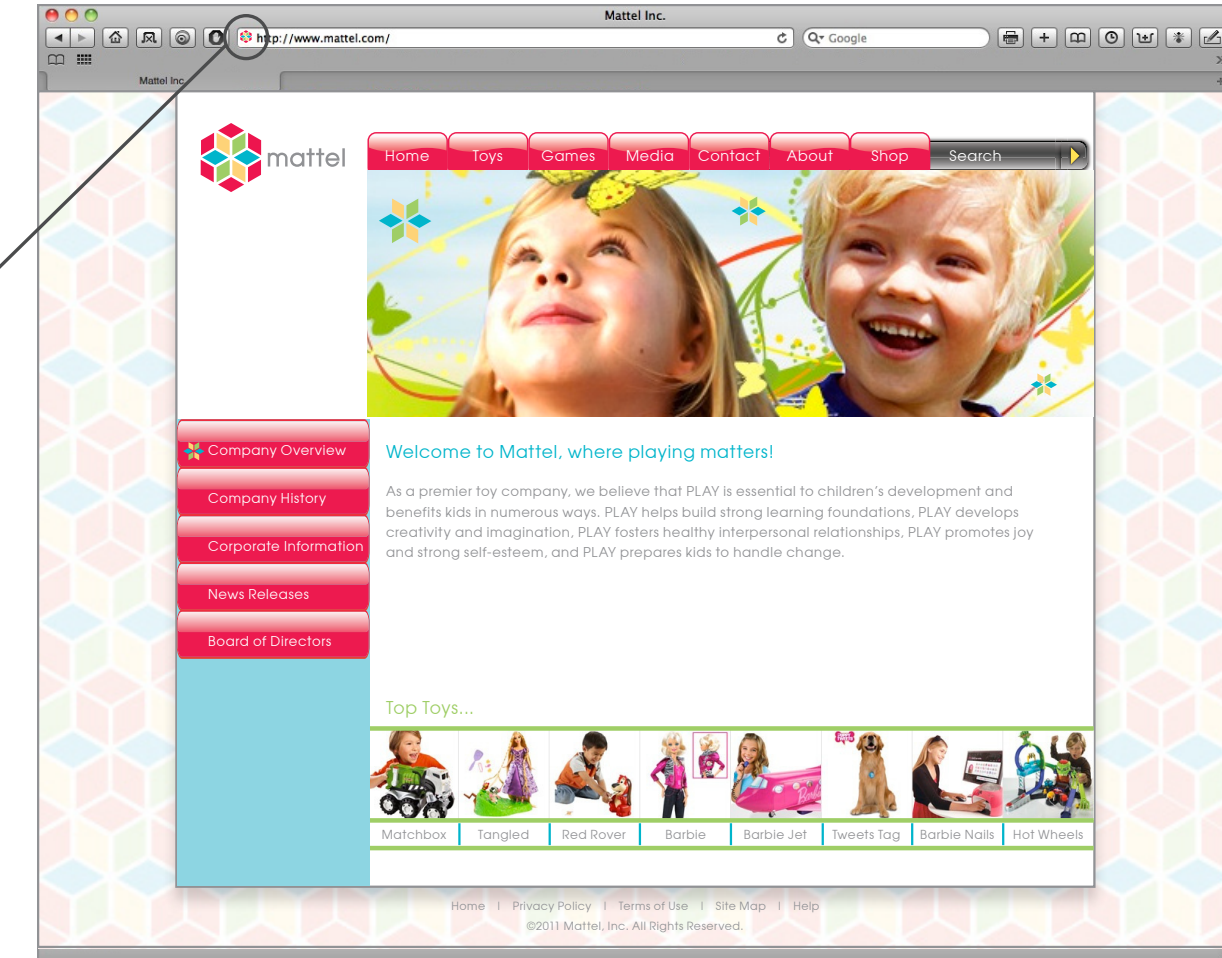 Mattel Inc.
http://www.mattel.com/
Google
Mattel Inc.
mattel
Home Toys Games Media Contact About Shop Search
Company Overview
Company History
Corporate Information
News Releases
Board of Directors
Welcome to Mattel, where playing matters!
As a premier toy company, we believe that PLAY is essential to children’s development and
benefits kids in numerous ways. PLAY helps build strong learning foundations, PLAY develops
creativity and imagination, PLAY fosters healthy interpersonal relationships, PLAY promotes joy
and strong self-esteem, and PLAY prepares kids to handle change.
Top Toys...
Barbie
Matchbox Tangled Red Rover Barbie Barbie Jet Tweets Tag Barbie Nails Hot Wheels
Home | Privacy Policy | Terms of Use | Site Map | Help
©2011 Mattel, Inc. All Rights Reserved.